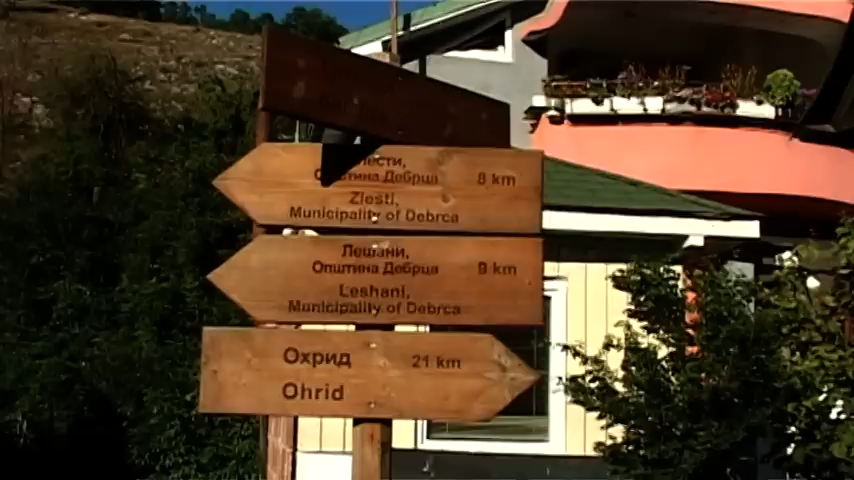 Општина Дебрца 8 km
Zlesti,
Municipality of Debrca
Лешани,
Општина Дебрца 9 km
Leshani,
Municipality of Debrca
Охрид 21 km
Ohrid